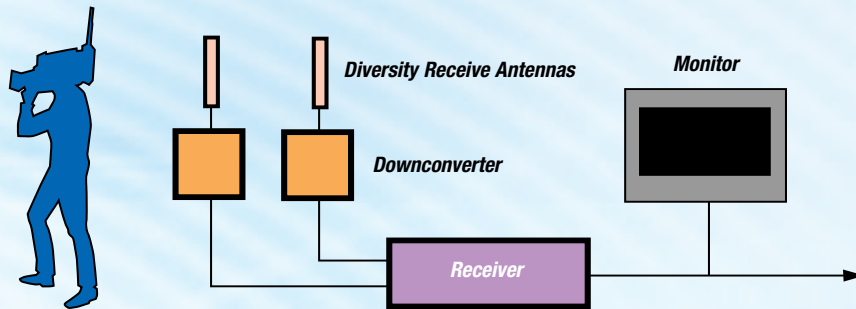 Diversity Receive Antennas
Monitor
Downconverter
Receiver